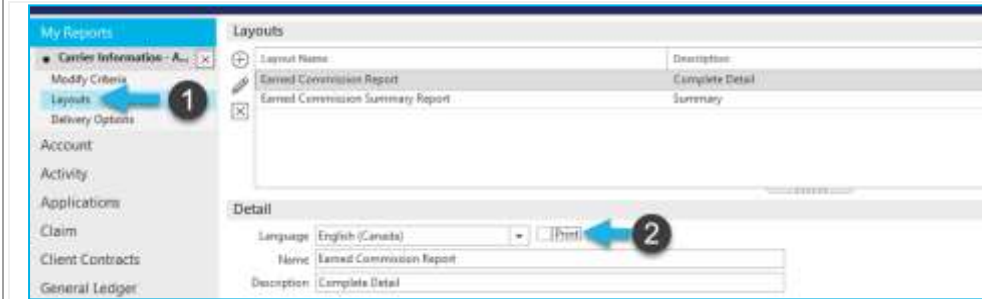 My Reports
Carrier Information - A...
Modify Criteria
Layouts
Delivery Options
Account
Activity
Applications
Claim
Client Contracts
General Ledger
1
Layouts
Layout Name Description
Earned Commission Report Complete Detail
Earned Commission Summary Report Summary
Detail
Language English (Canada) Print
2
Name Earned Commission Report
Description Complete Detail